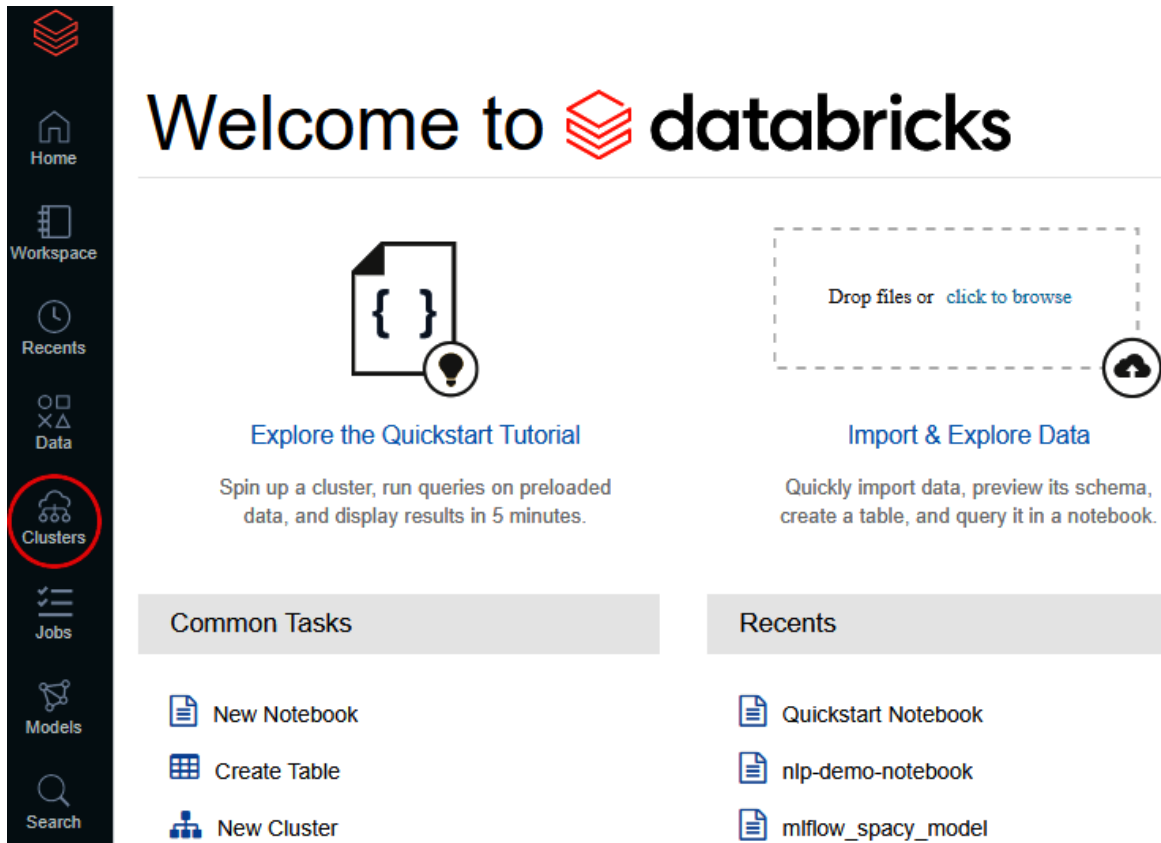 Home
Workspace
Recents
Data
Clusters
Jobs
Models
Search
Welcome to databricks
{ }
Explore the Quickstart Tutorial
Spin up a cluster, run queries on preloaded
data, and display results in 5 minutes.
Drop files or click to browse
Import & Explore Data
Quickly import data, preview its schema,
create a table, and query it in a notebook.
Common Tasks
New Notebook
Create Table
New Cluster
Recents
Quickstart Notebook
nlp-demo-notebook
mlflow_spacy_model